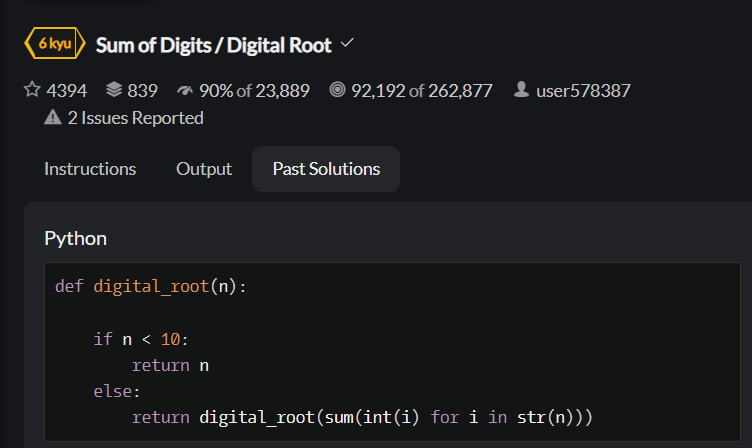 6 kyu Sum of Digits / Digital Root
4394 839 90% of 23,889 92,192 of 262,877 user578387
2 Issues Reported
Instructions Output Past Solutions
Python
def digital_root(n):
    if n < 10:
        return n
    else:
        return digital_root(sum(int(i) for i in str(n)))